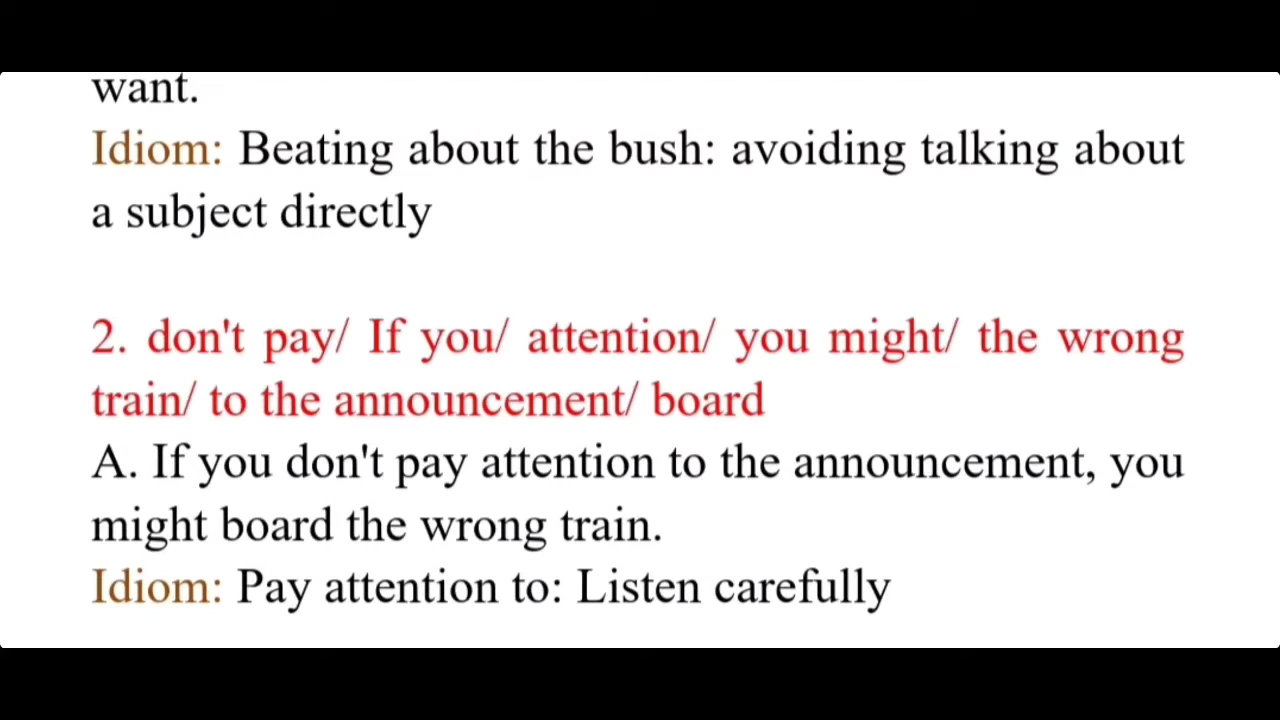 want.
Idiom: Beating about the bush: avoiding talking about
a subject directly
2. don't pay/ If you/ attention/ you might/ the wrong
train/ to the announcement/ board
A. If you don't pay attention to the announcement, you
might board the wrong train.
Idiom: Pay attention to: Listen carefully